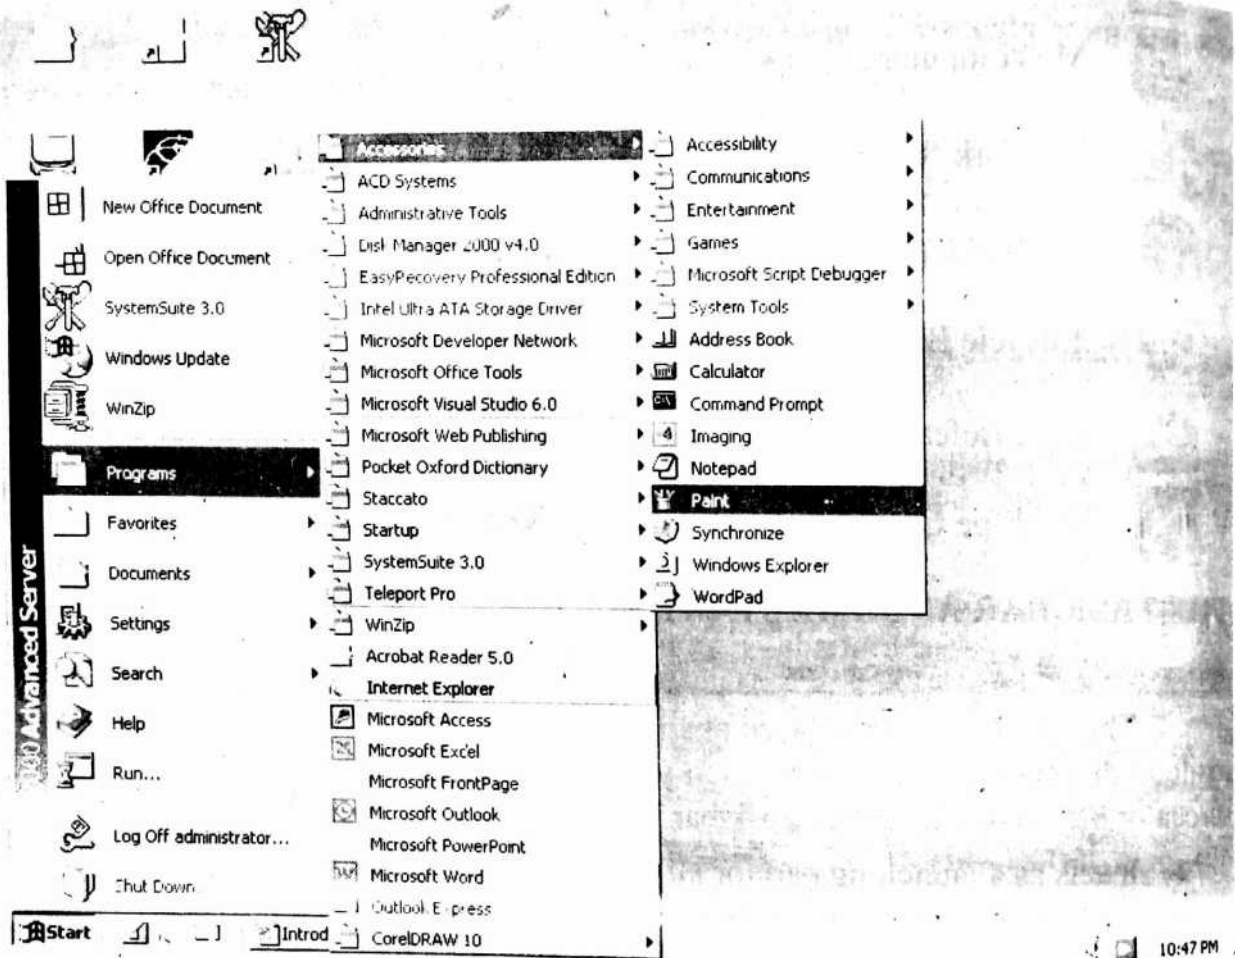 New Office Document
Open Office Document
SystemSuite 3.0
Windows Update
WinZip
Programs
Favorites
Documents
Settings
Search
Help
Run...
Log Off administrator...
Shut Down
Advanced Server
Accessories
ACD Systems
Administrative Tools
Disk Manager 2000 v4.0
EasyRecovery Professional Edition
Intel Ultra ATA Storage Driver
Microsoft Developer Network
Microsoft Office Tools
Microsoft Visual Studio 6.0
Microsoft Web Publishing
Pocket Oxford Dictionary
Staccato
Startup
SystemSuite 3.0
Teleport Pro
WinZip
Acrobat Reader 5.0
Internet Explorer
Microsoft Access
Microsoft Excel
Microsoft FrontPage
Microsoft Outlook
Microsoft PowerPoint
Microsoft Word
Outlook Express
CorelDRAW 10
Accessibility
Communications
Entertainment
Games
Microsoft Script Debugger
System Tools
Address Book
Calculator
Command Prompt
Imaging
Notepad
Paint
Synchronize
Windows Explorer
WordPad
Start
Introd
10:47 PM